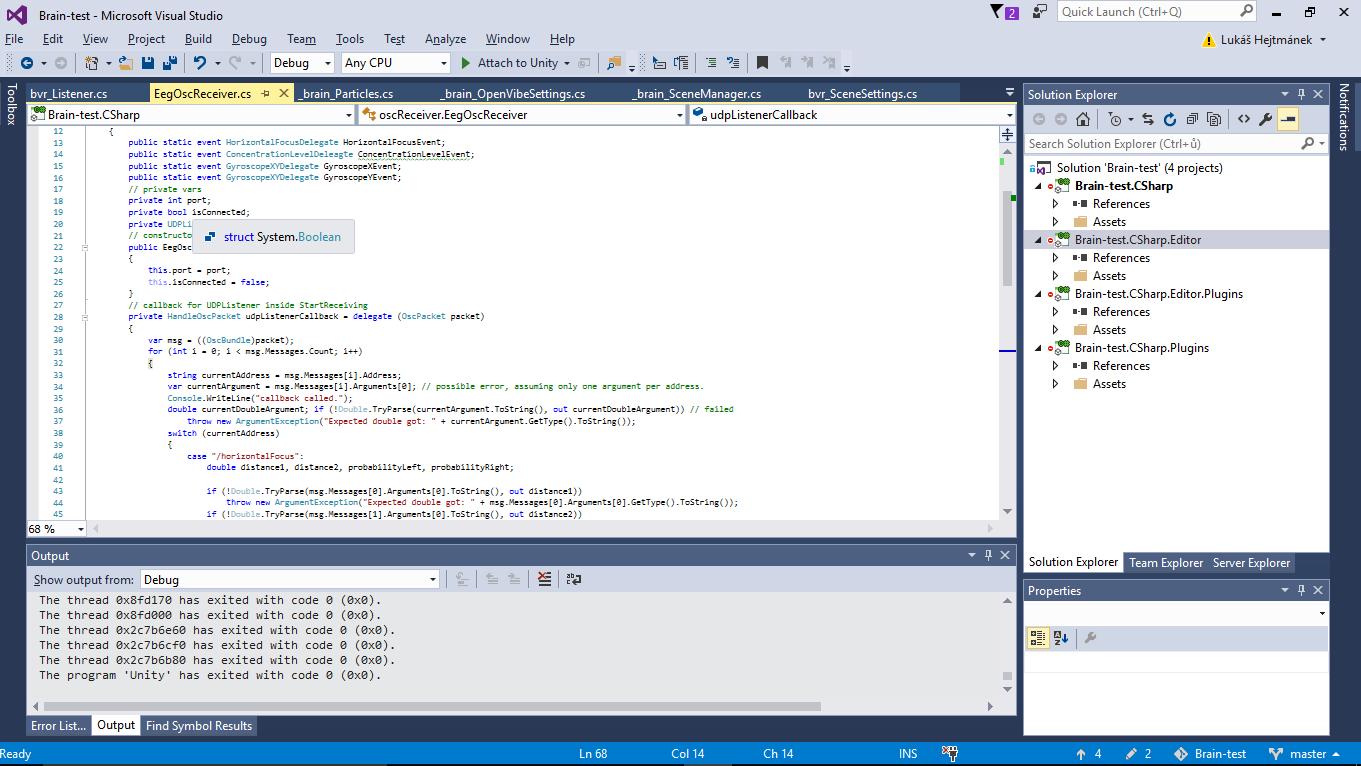 Brain-test - Microsoft Visual Studio
2
Quick Launch (Ctrl+Q)
File Edit View Project Build Debug Team Tools Test Analyze Window Help
Lukáš Hejtmánek
Debug Any CPU Attach to Unity
Toolbox
bvr_Listener.cs EegOscReceiver.cs _brain_Particles.cs _brain_OpenVibeSettings.cs _brain_SceneManager.cs bvr_SceneSettings.cs
Brain-test.CSharp oscReceiver.EegOscReceiver udpListenerCallback
12 {
13 public static event HorizontalFocusDelegate HorizontalFocusEvent;
14 public static event ConcentrationLevelDeleagte ConcentrationLevelEvent;
15 public static event GyroscopeXYDelegate GyroscopeXEvent;
16 public static event GyroscopeXYDelegate GyroscopeYEvent;
17 // private vars
18 private int port;
19 private bool isConnected;
20 private UDPLi
struct System.Boolean
21 // constructo
22 public EegOsc
23 {
24 this.port = port;
25 this.isConnected = false;
26 }
27 // callback for UDPListener inside StartReceiving
28 private HandleOscPacket udpListenerCallback = delegate (OscPacket packet)
29 {
30 var msg = ((OscBundle)packet);
31 for (int i = 0; i < msg.Messages.Count; i++)
32 {
33 string currentAddress = msg.Messages[i].Address;
34 var currentArgument = msg.Messages[i].Arguments[0]; // possible error, assuming only one argument per address.
35 Console.WriteLine("callback called.");
36 double currentDoubleArgument; if (!Double.TryParse(currentArgument.ToString(), out currentDoubleArgument)) // failed
37 throw new ArgumentException("Expected double got: " + currentArgument.GetType().ToString());
38 switch (currentAddress)
39 {
40 case "/horizontalFocus":
41 double distance1, distance2, probabilityLeft, probabilityRight;
42
43 if (!Double.TryParse(msg.Messages[0].Arguments[0].ToString(), out distance1))
44 throw new ArgumentException("Expected double got: " + msg.Messages[0].Arguments[0].GetType().ToString());
45 if (!Double.TryParse(msg.Messages[1].Arguments[0].ToString(), out distance2))
68 %
Output
Show output from: Debug
The thread 0x8fd170 has exited with code 0 (0x0).
The thread 0x8fd000 has exited with code 0 (0x0).
The thread 0x2c7b6e60 has exited with code 0 (0x0).
The thread 0x2c7b6cf0 has exited with code 0 (0x0).
The thread 0x2c7b6b80 has exited with code 0 (0x0).
The program 'Unity' has exited with code 0 (0x0).
Error List... Output Find Symbol Results
Solution Explorer
Search Solution Explorer (Ctrl+ů)
Solution 'Brain-test' (4 projects)
Brain-test.CSharp
References
Assets
Brain-test.CSharp.Editor
References
Assets
Brain-test.CSharp.Editor.Plugins
References
Assets
Brain-test.CSharp.Plugins
References
Assets
Solution Explorer Team Explorer Server Explorer
Properties
Notifications
Ready Ln 68 Col 14 Ch 14 INS 4 2 Brain-test master